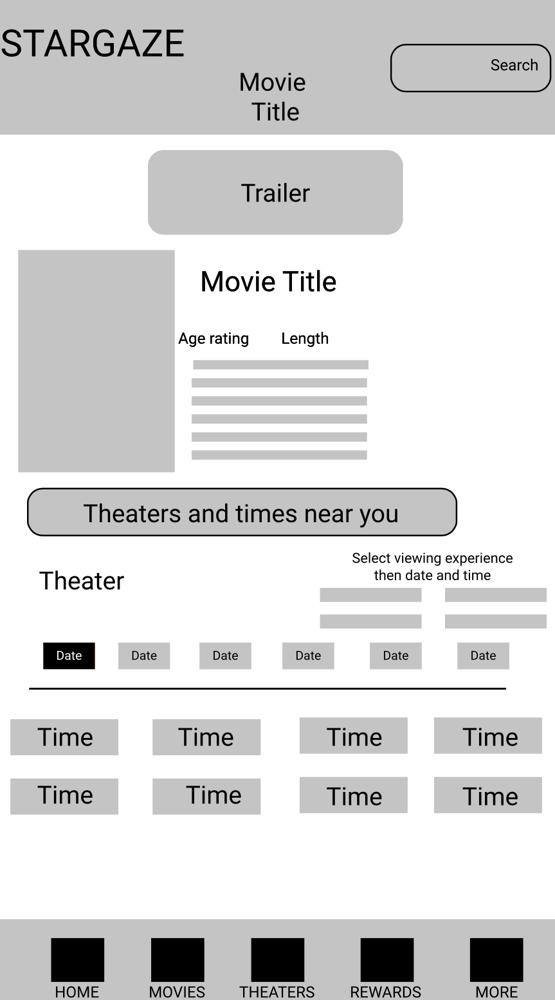 STARGAZE
Search
Movie
Title
Trailer
Movie Title
Age rating Length
Theaters and times near you
Select viewing experience
then date and time
Theater
Date Date Date Date Date Date
Time Time Time Time
Time Time Time Time
HOME MOVIES THEATERS REWARDS MORE